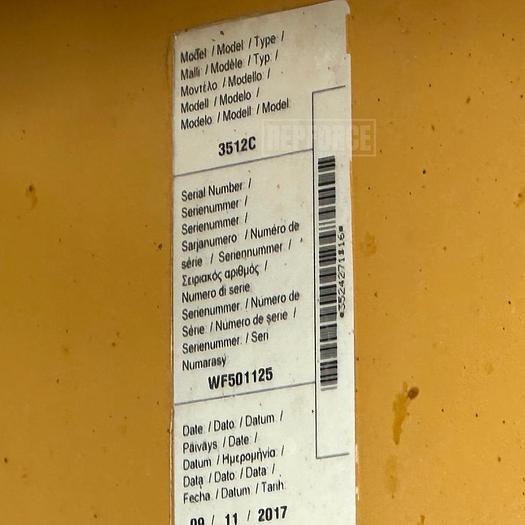 Model / Model / Type /
Malli / Modèle / Typ /
Μοντέλο / Modello /
Modell / Modelo /
Modelo / Modell / Model
3512C
Serial Number /
Serienummer /
Serienummer /
Sarjanumero / Numéro de
série / Seriennummer /
Σειριακός αριθμός /
Numero di serie
Serienummer / Número de
Série / Número de serie /
Serienummer / Seri
Numarası
WF501125
Date / Dato / Datum /
Päiväys / Date /
Datum / Ημερομηνία /
Data / Dato / Data /
Fecha / Datum / Tarih
09 / 11 / 2017